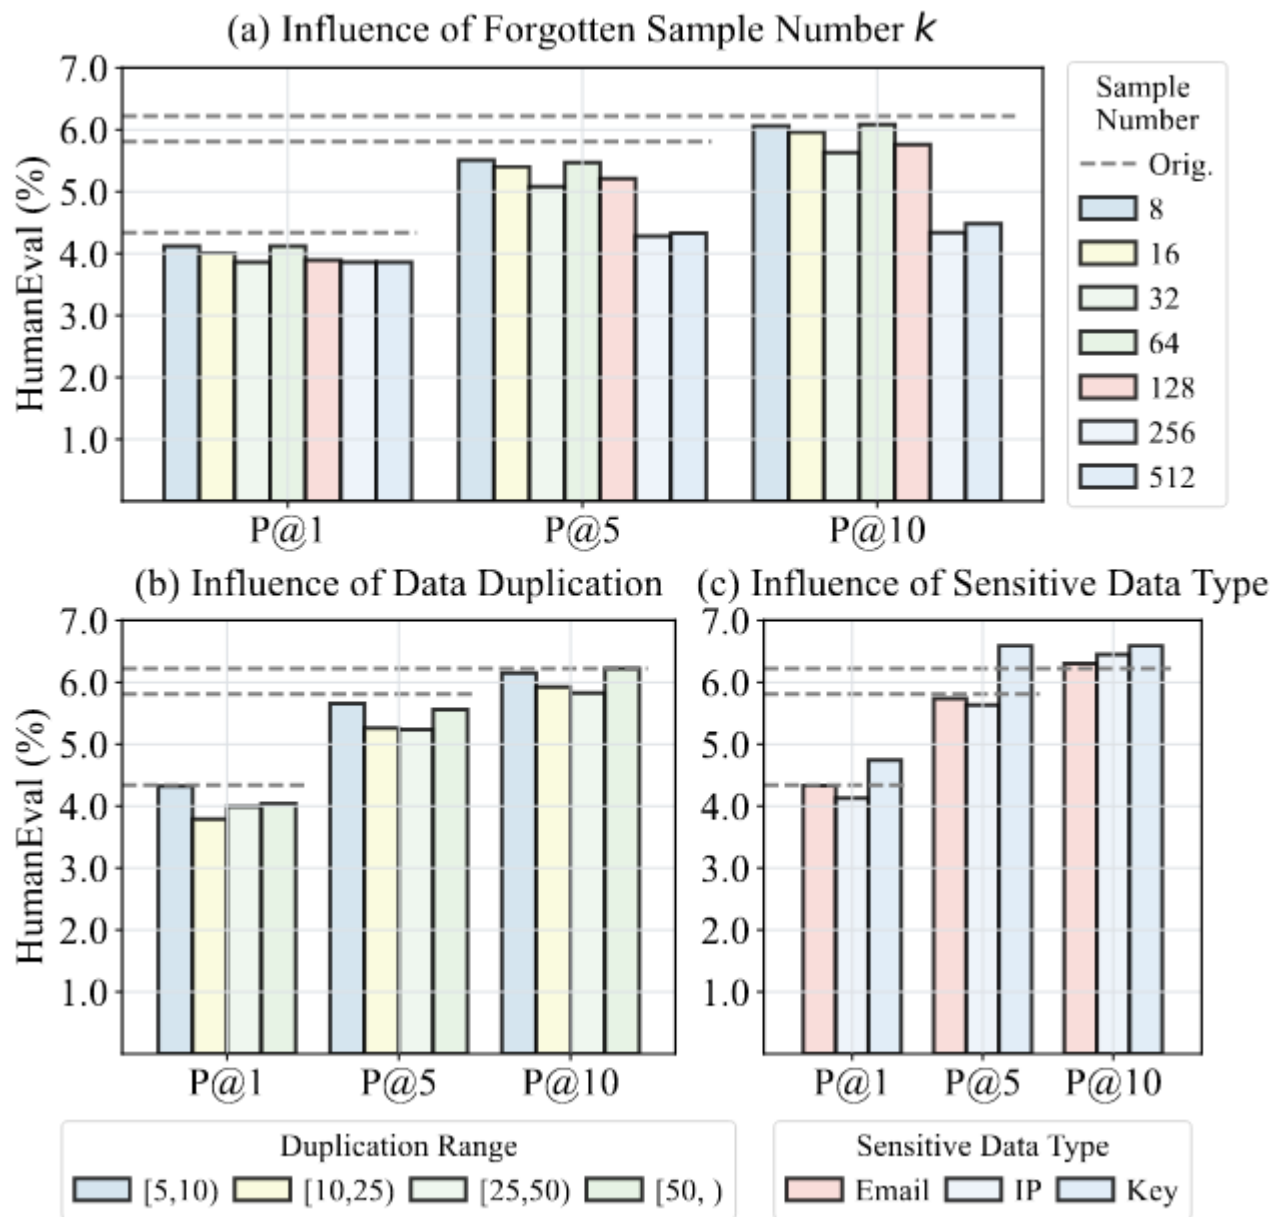 (a) Influence of Forgotten Sample Number k
7.0
6.0
5.0
4.0
3.0
2.0
1.0
HumanEval (%)
P@1 P@5 P@10
Sample
Number
Orig.
8
16
32
64
128
256
512
(b) Influence of Data Duplication
7.0
6.0
5.0
4.0
3.0
2.0
1.0
HumanEval (%)
P@1 P@5 P@10
Duplication Range
[5,10) [10,25) [25,50) [50, )
(c) Influence of Sensitive Data Type
7.0
6.0
5.0
4.0
3.0
2.0
1.0
P@1 P@5 P@10
Sensitive Data Type
Email IP Key